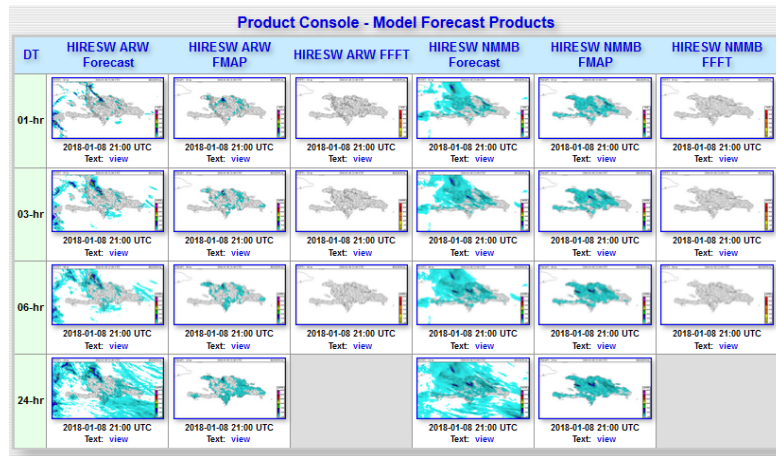 Product Console - Model Forecast Products
DT HIRESW ARW Forecast HIRESW ARW FMAP HIRESW ARW FFFT HIRESW NMMB Forecast HIRESW NMMB FMAP HIRESW NMMB FFFT
01-hr
2018-01-08 21:00 UTC 2018-01-08 21:00 UTC 2018-01-08 21:00 UTC 2018-01-08 21:00 UTC 2018-01-08 21:00 UTC 2018-01-08 21:00 UTC
Text: view Text: view Text: view Text: view Text: view Text: view
03-hr
2018-01-08 21:00 UTC 2018-01-08 21:00 UTC 2018-01-08 21:00 UTC 2018-01-08 21:00 UTC 2018-01-08 21:00 UTC 2018-01-08 21:00 UTC
Text: view Text: view Text: view Text: view Text: view Text: view
06-hr
2018-01-08 21:00 UTC 2018-01-08 21:00 UTC 2018-01-08 21:00 UTC 2018-01-08 21:00 UTC 2018-01-08 21:00 UTC 2018-01-08 21:00 UTC
Text: view Text: view Text: view Text: view Text: view Text: view
24-hr
2018-01-08 21:00 UTC 2018-01-08 21:00 UTC 2018-01-08 21:00 UTC 2018-01-08 21:00 UTC
Text: view Text: view Text: view Text: view